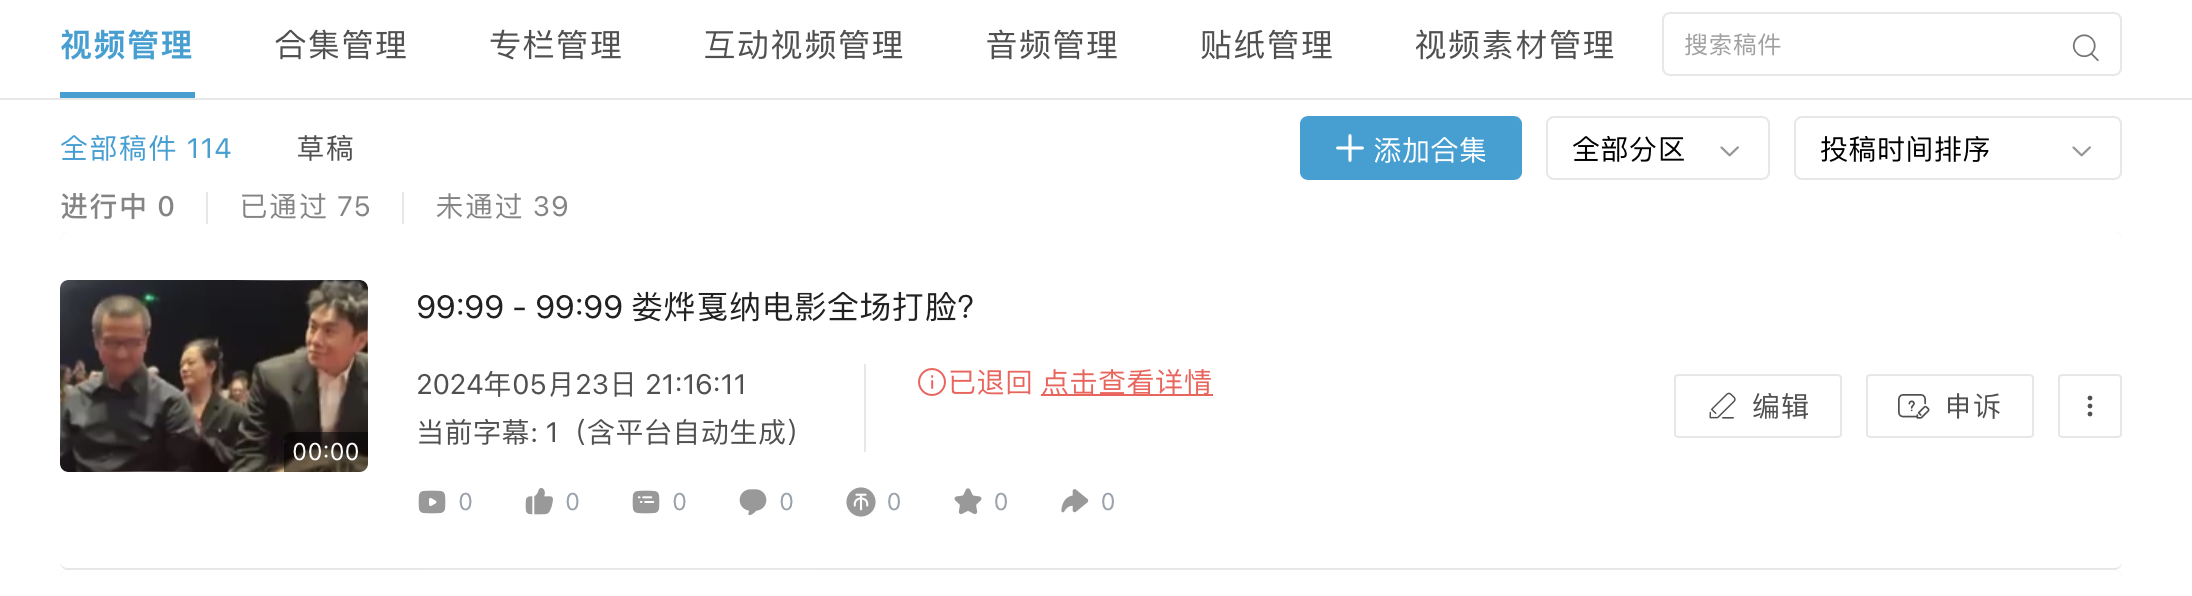 视频管理 合集管理 专栏管理 互动视频管理 音频管理 贴纸管理 视频素材管理 搜索稿件
全部稿件 114 草稿 添加合集 全部分区 投稿时间排序
进行中 0 已通过 75 未通过 39
99:99 - 99:99 娄烨戛纳电影全场打脸?
2024年05月23日 21:16:11 已退回 点击查看详情
当前字幕: 1（含平台自动生成）
编辑 申诉
00:00
0 0 0 0 0 0 0